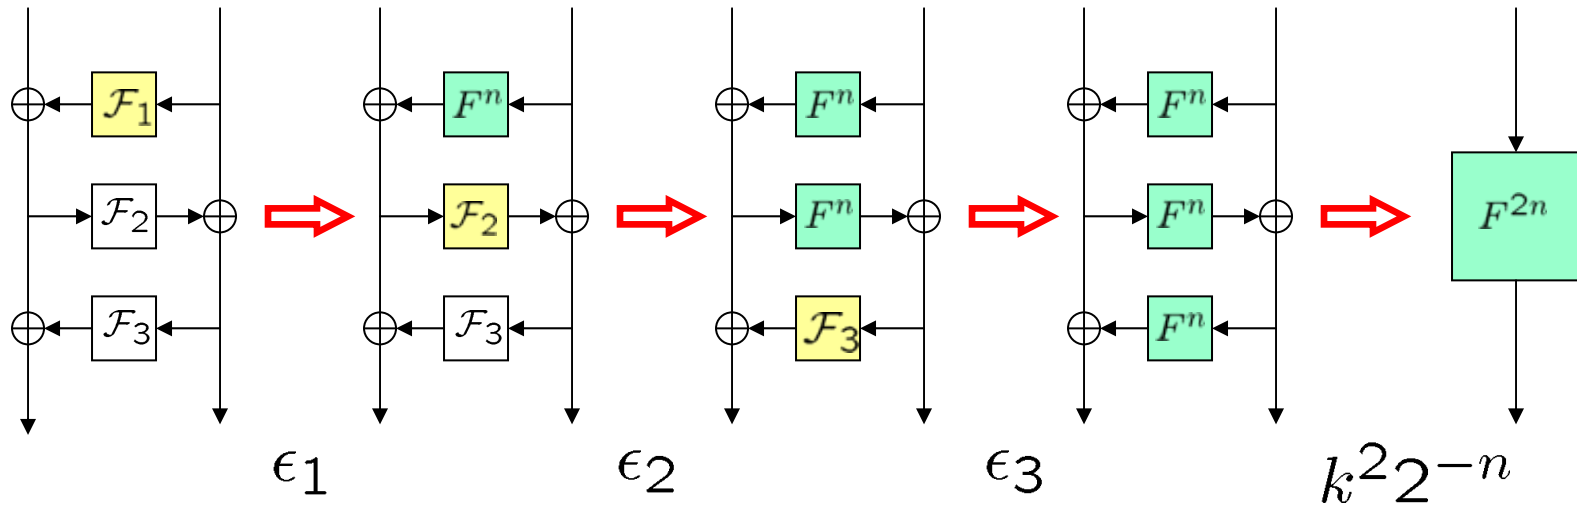 ℱ₁ Fⁿ Fⁿ Fⁿ
ℱ₂ ℱ₂ Fⁿ Fⁿ F²ⁿ
ℱ₃ ℱ₃ ℱ₃ Fⁿ
ϵ₁ ϵ₂ ϵ₃ k²2⁻ⁿ